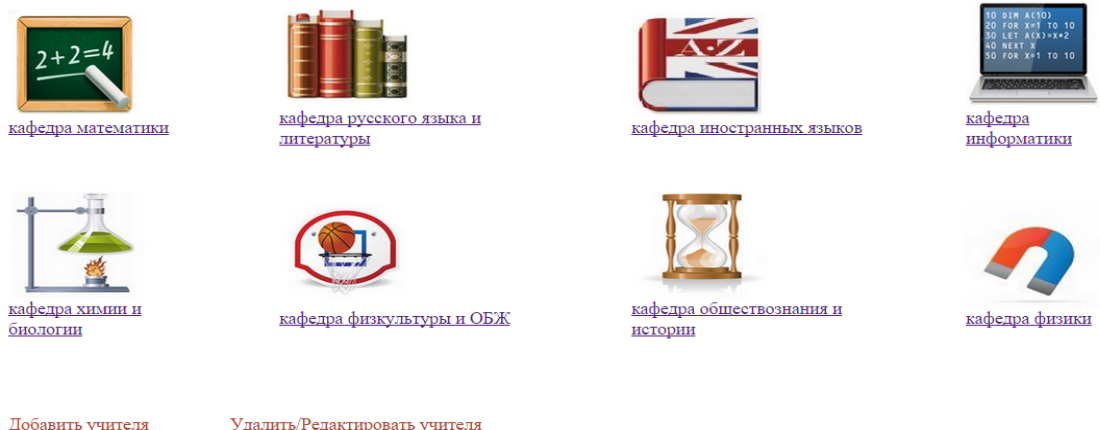 2+2=4
A-Z
10 DIM A(10)
20 FOR X=1 TO 10
30 LET A(X)=X*2
40 NEXT X
50 FOR X=1 TO 10
кафедра математики
кафедра русского языка и
литературы
кафедра иностранных языков
кафедра
информатики
кафедра химии и
биологии
кафедра физкультуры и ОБЖ
кафедра обществознания и
истории
кафедра физики
Добавить учителя
Удалить/Редактировать учителя